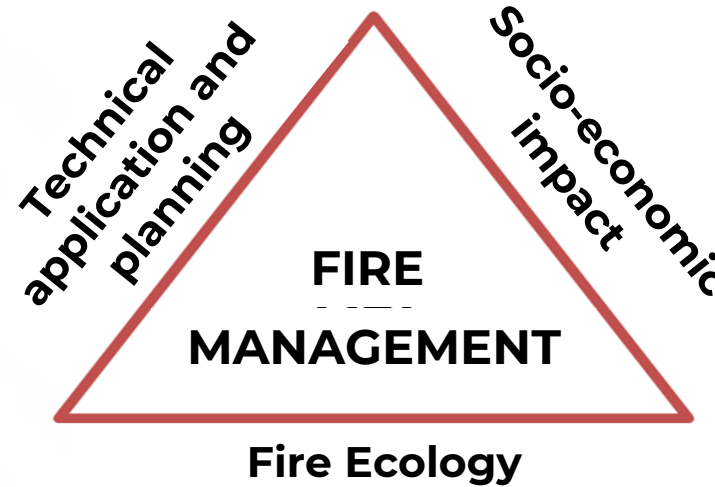 Technical
application and
planning
Socio-economic
impact
FIRE
MANAGEMENT
Fire Ecology